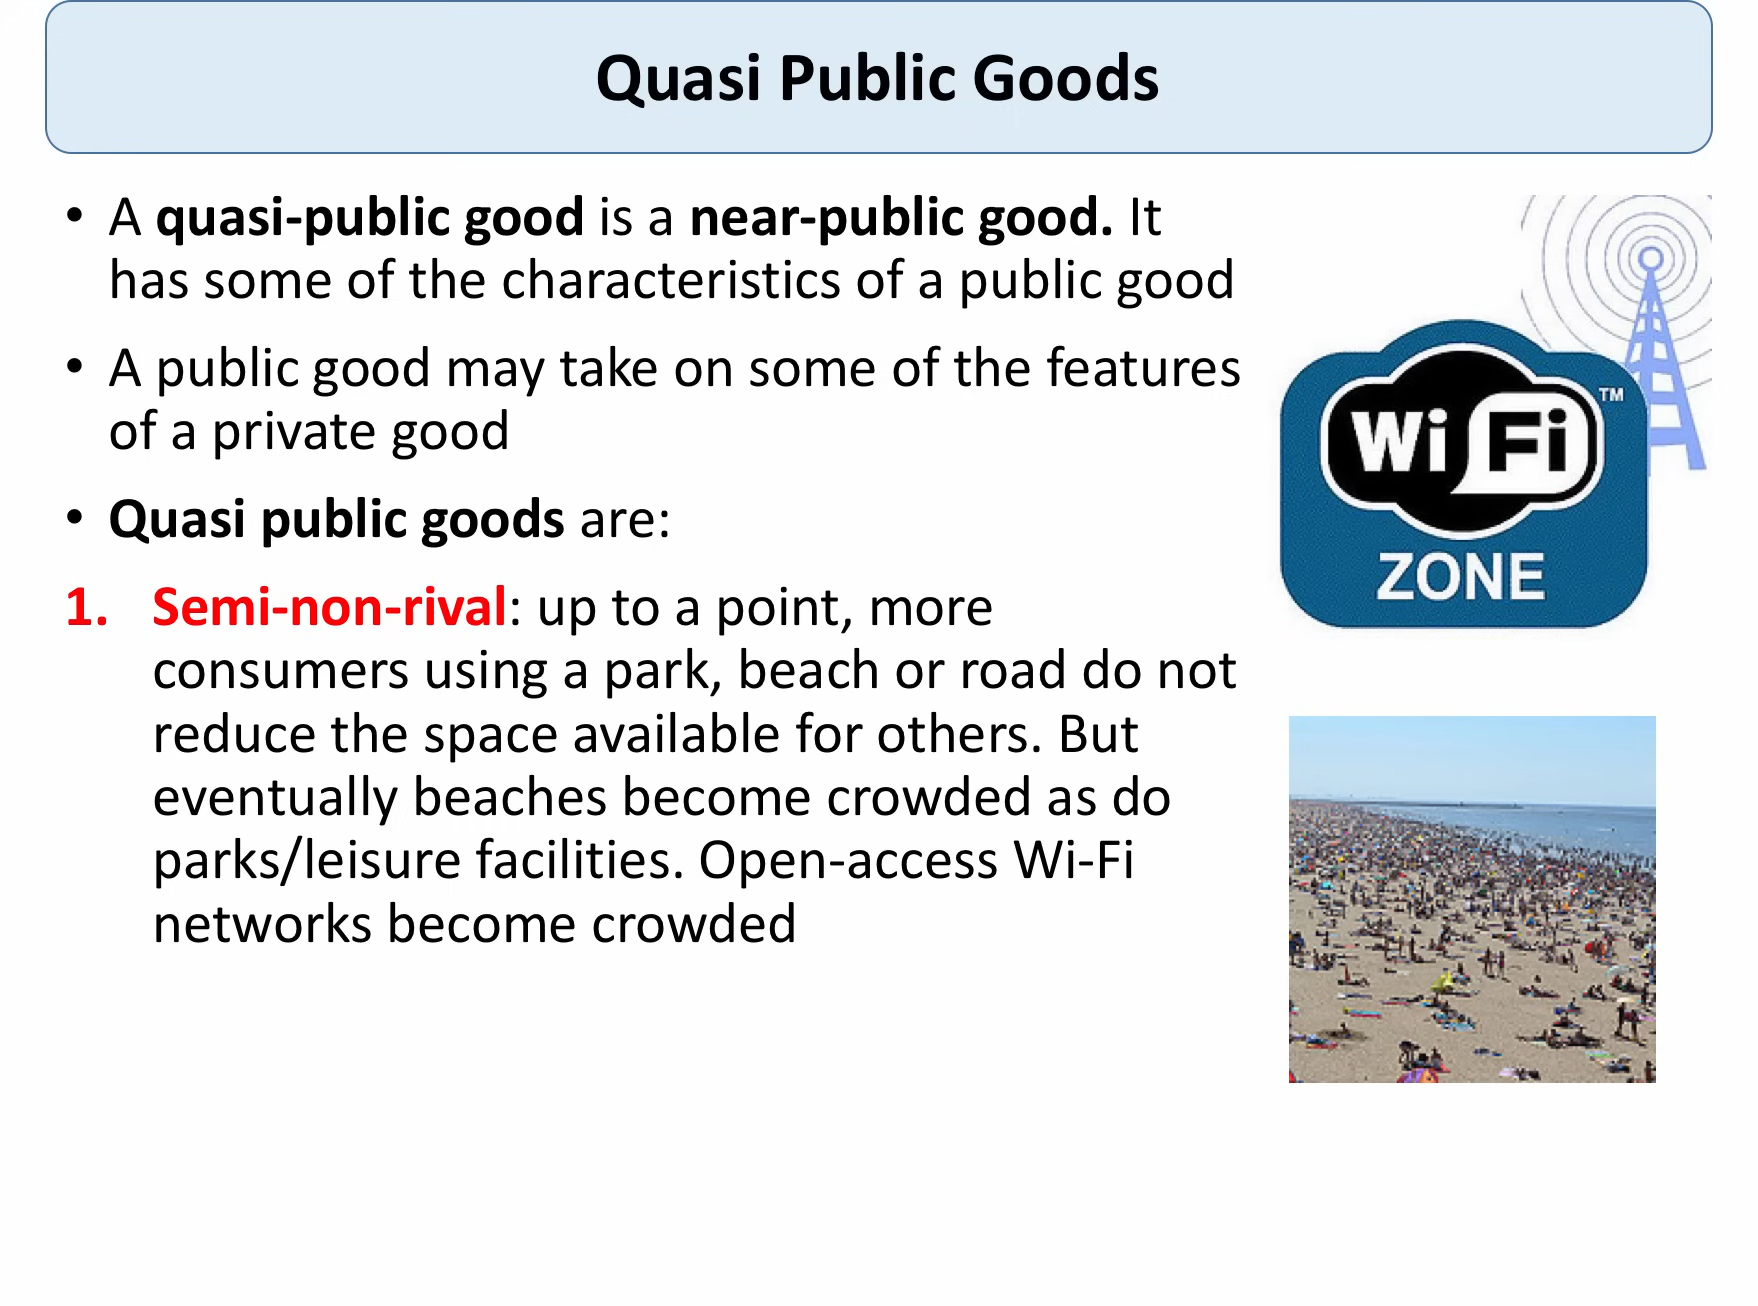 Quasi Public Goods
• A quasi-public good is a near-public good. It
has some of the characteristics of a public good
• A public good may take on some of the features
of a private good
• Quasi public goods are:
1. Semi-non-rival: up to a point, more
consumers using a park, beach or road do not
reduce the space available for others. But
eventually beaches become crowded as do
parks/leisure facilities. Open-access Wi-Fi
networks become crowded
Wi Fi ™
ZONE